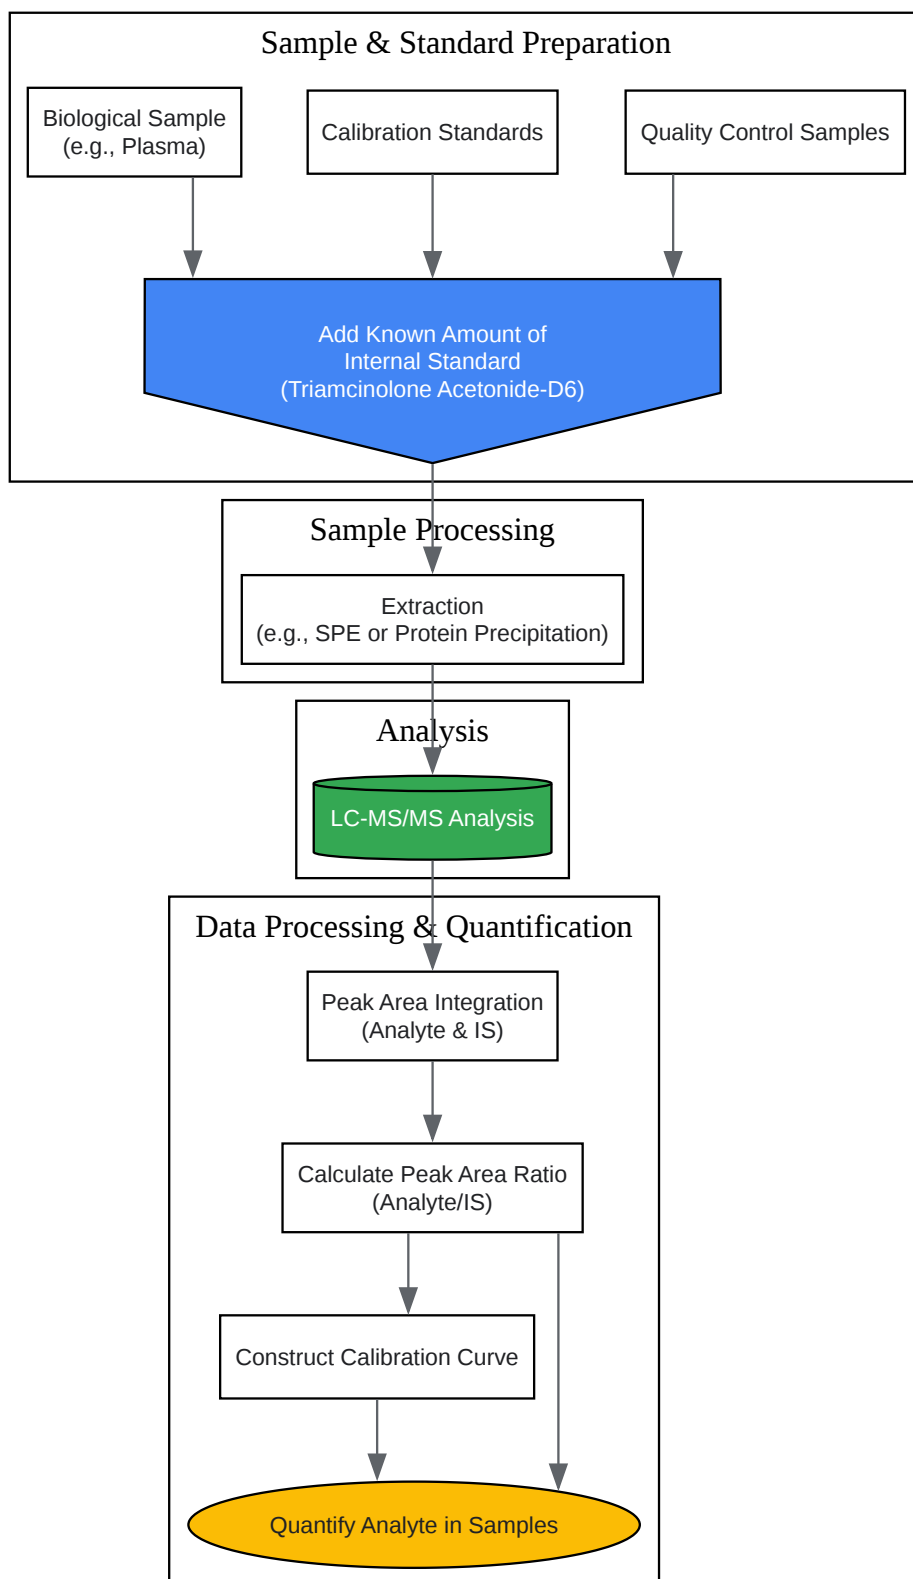 Sample & Standard Preparation
Biological Sample
(e.g., Plasma)
Calibration Standards
Quality Control Samples
Add Known Amount of
Internal Standard
(Triamcinolone Acetonide-D6)
Sample Processing
Extraction
(e.g., SPE or Protein Precipitation)
Analysis
LC-MS/MS Analysis
Data Processing & Quantification
Peak Area Integration
(Analyte & IS)
Calculate Peak Area Ratio
(Analyte/IS)
Construct Calibration Curve
Quantify Analyte in Samples